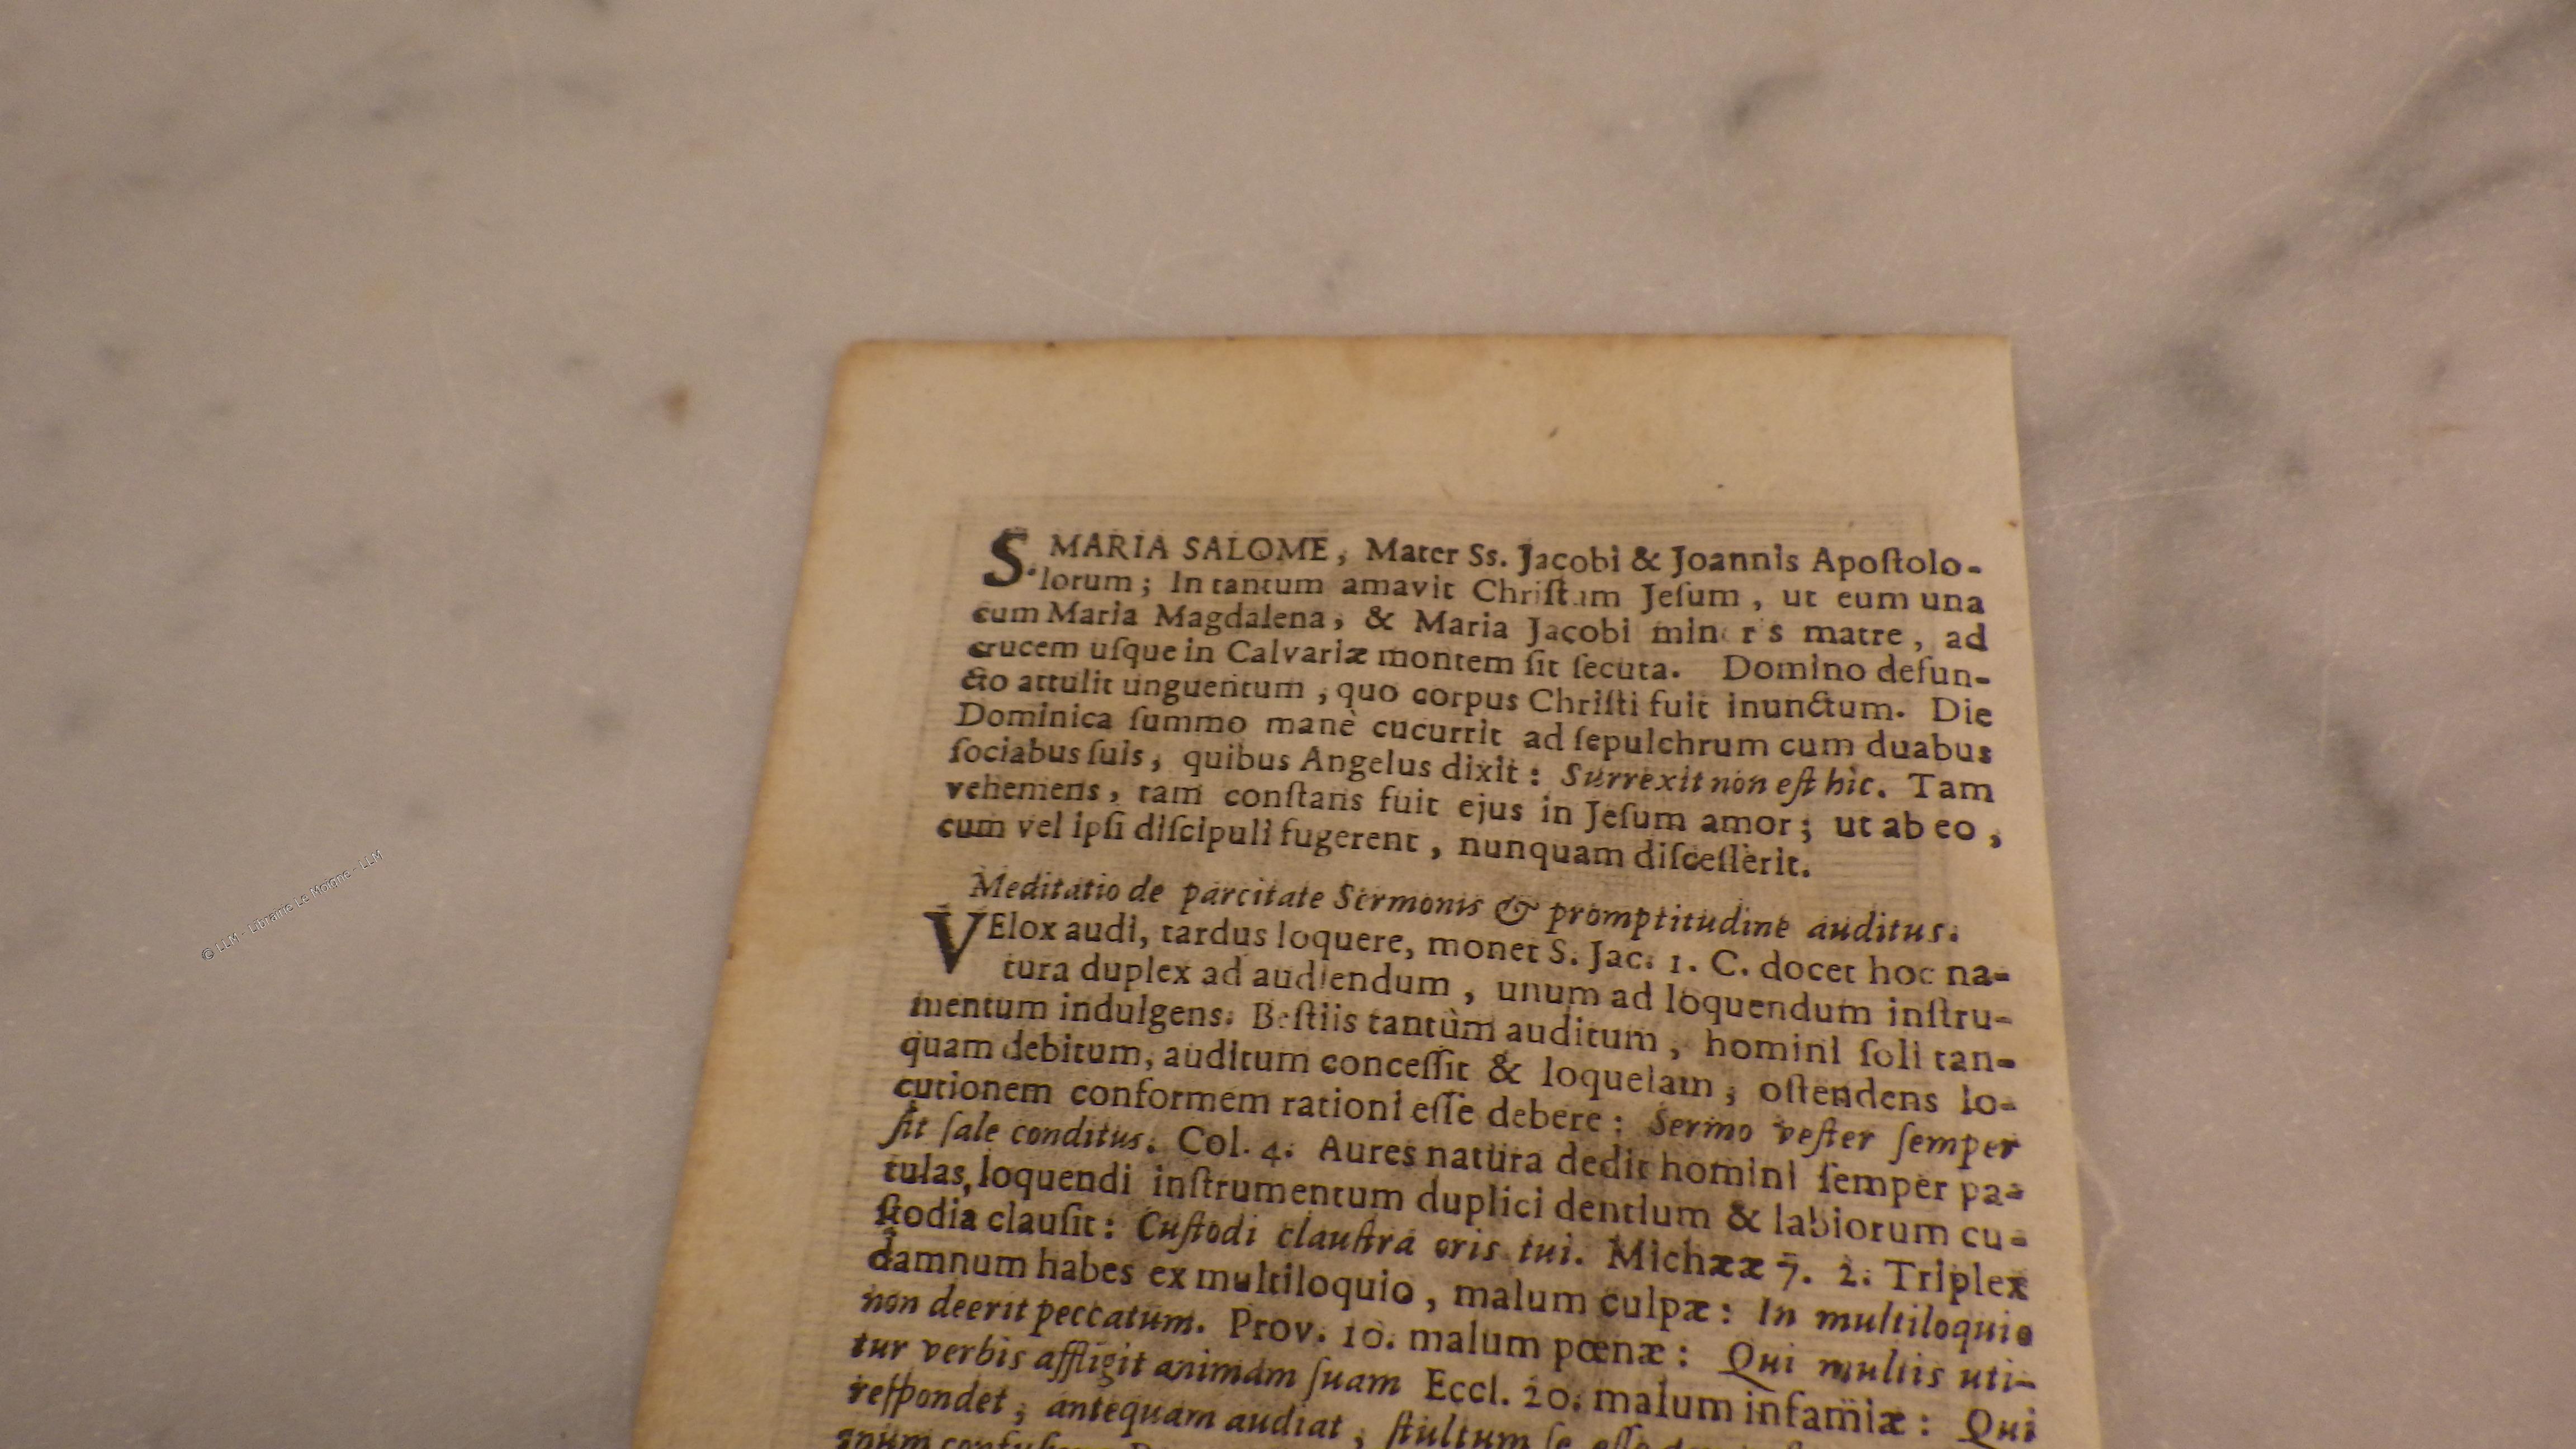 S. MARIA SALOME, Mater Ss. Jacobi & Joannis Apoſtolo-
lorum; In tantum amavit Chriſtum Jeſum, ut eum una
cum Maria Magdalena, & Maria Jacobi minoris matre, ad
crucem uſque in Calvariæ montem ſit ſecuta. Domino defun-
cto attulit unguentum, quo corpus Chriſti fuit inunctum. Die
Dominica ſummo manè cucurrit ad ſepulchrum cum duabus
ſociabus ſuis, quibus Angelus dixit: Surrexit non eſt hic. Tam
vehemens, tam conſtans fuit ejus in Jeſum amor; ut ab eo,
cum vel ipſi diſcipuli fugerent, nunquam diſceſſerit.
Meditatio de parcitate Sermonis & promptitudine auditus.
VElox audi, tardus loquere, monet S. Jac. 1. C. docet hoc na-
tura duplex ad audiendum, unum ad loquendum inſtru-
mentum indulgens. Beſtiis tantùm auditum, homini ſoli tan-
quam debitum, auditum conceſſit & loquelam, oſtendens lo-
cutionem conformem rationi eſſe debere: Sermo veſter ſemper
ſit ſale conditus. Col. 4. Aures natura dedit homini ſemper pa-
tulas, loquendi inſtrumentum duplici dentium & labiorum cu-
ſtodia clauſit: Cuſtodi clauſtra oris tui. Michææ 7. 2. Triplex
damnum habes ex multiloquio, malum culpæ: In multiloquio
non deerit peccatum. Prov. 10. malum pœnæ: Qui multis uti-
tur verbis affligit animam ſuam Eccl. 20. malum infamiæ: Qui
reſpondet, antequam audiat, ſtultum ſe eſſe
© LLM - Librairie Le Moigne - LLM